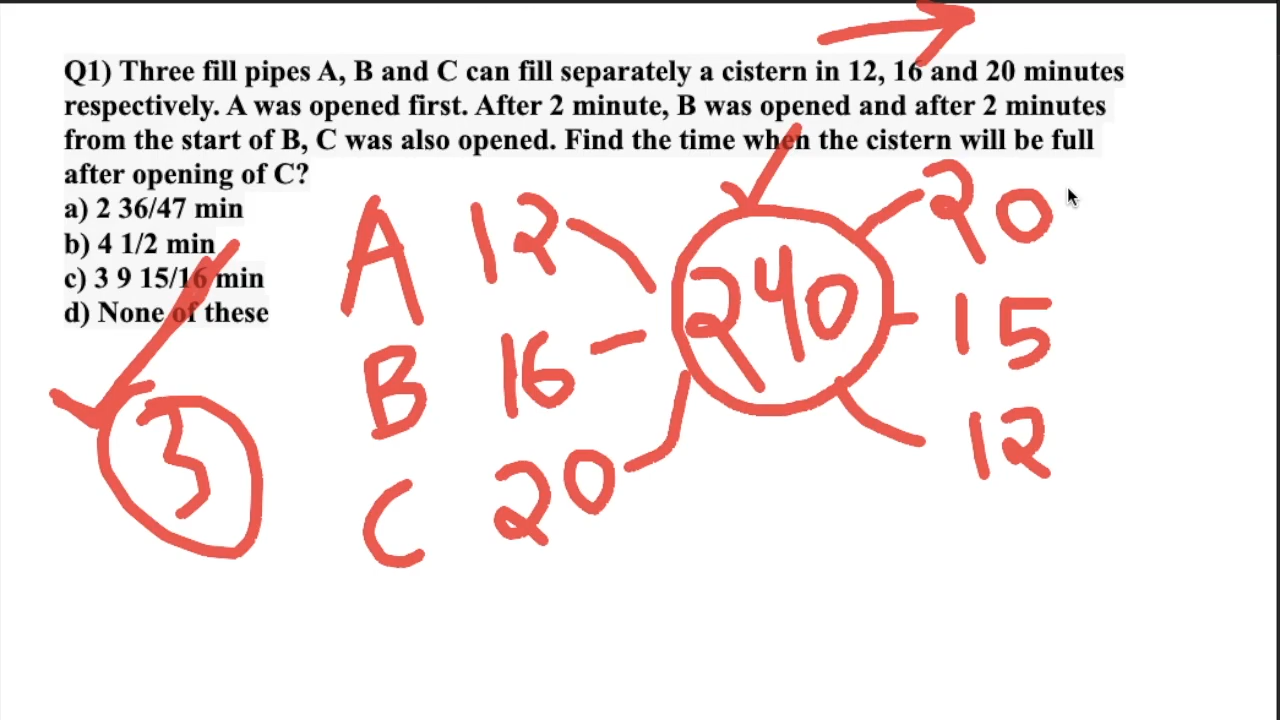 Q1) Three fill pipes A, B and C can fill separately a cistern in 12, 16 and 20 minutes
respectively. A was opened first. After 2 minute, B was opened and after 2 minutes
from the start of B, C was also opened. Find the time when the cistern will be full
after opening of C?
a) 2 36/47 min
b) 4 1/2 min
c) 3 9 15/16 min
d) None of these
A 12 240 20
B 16 15
C 20 12
3